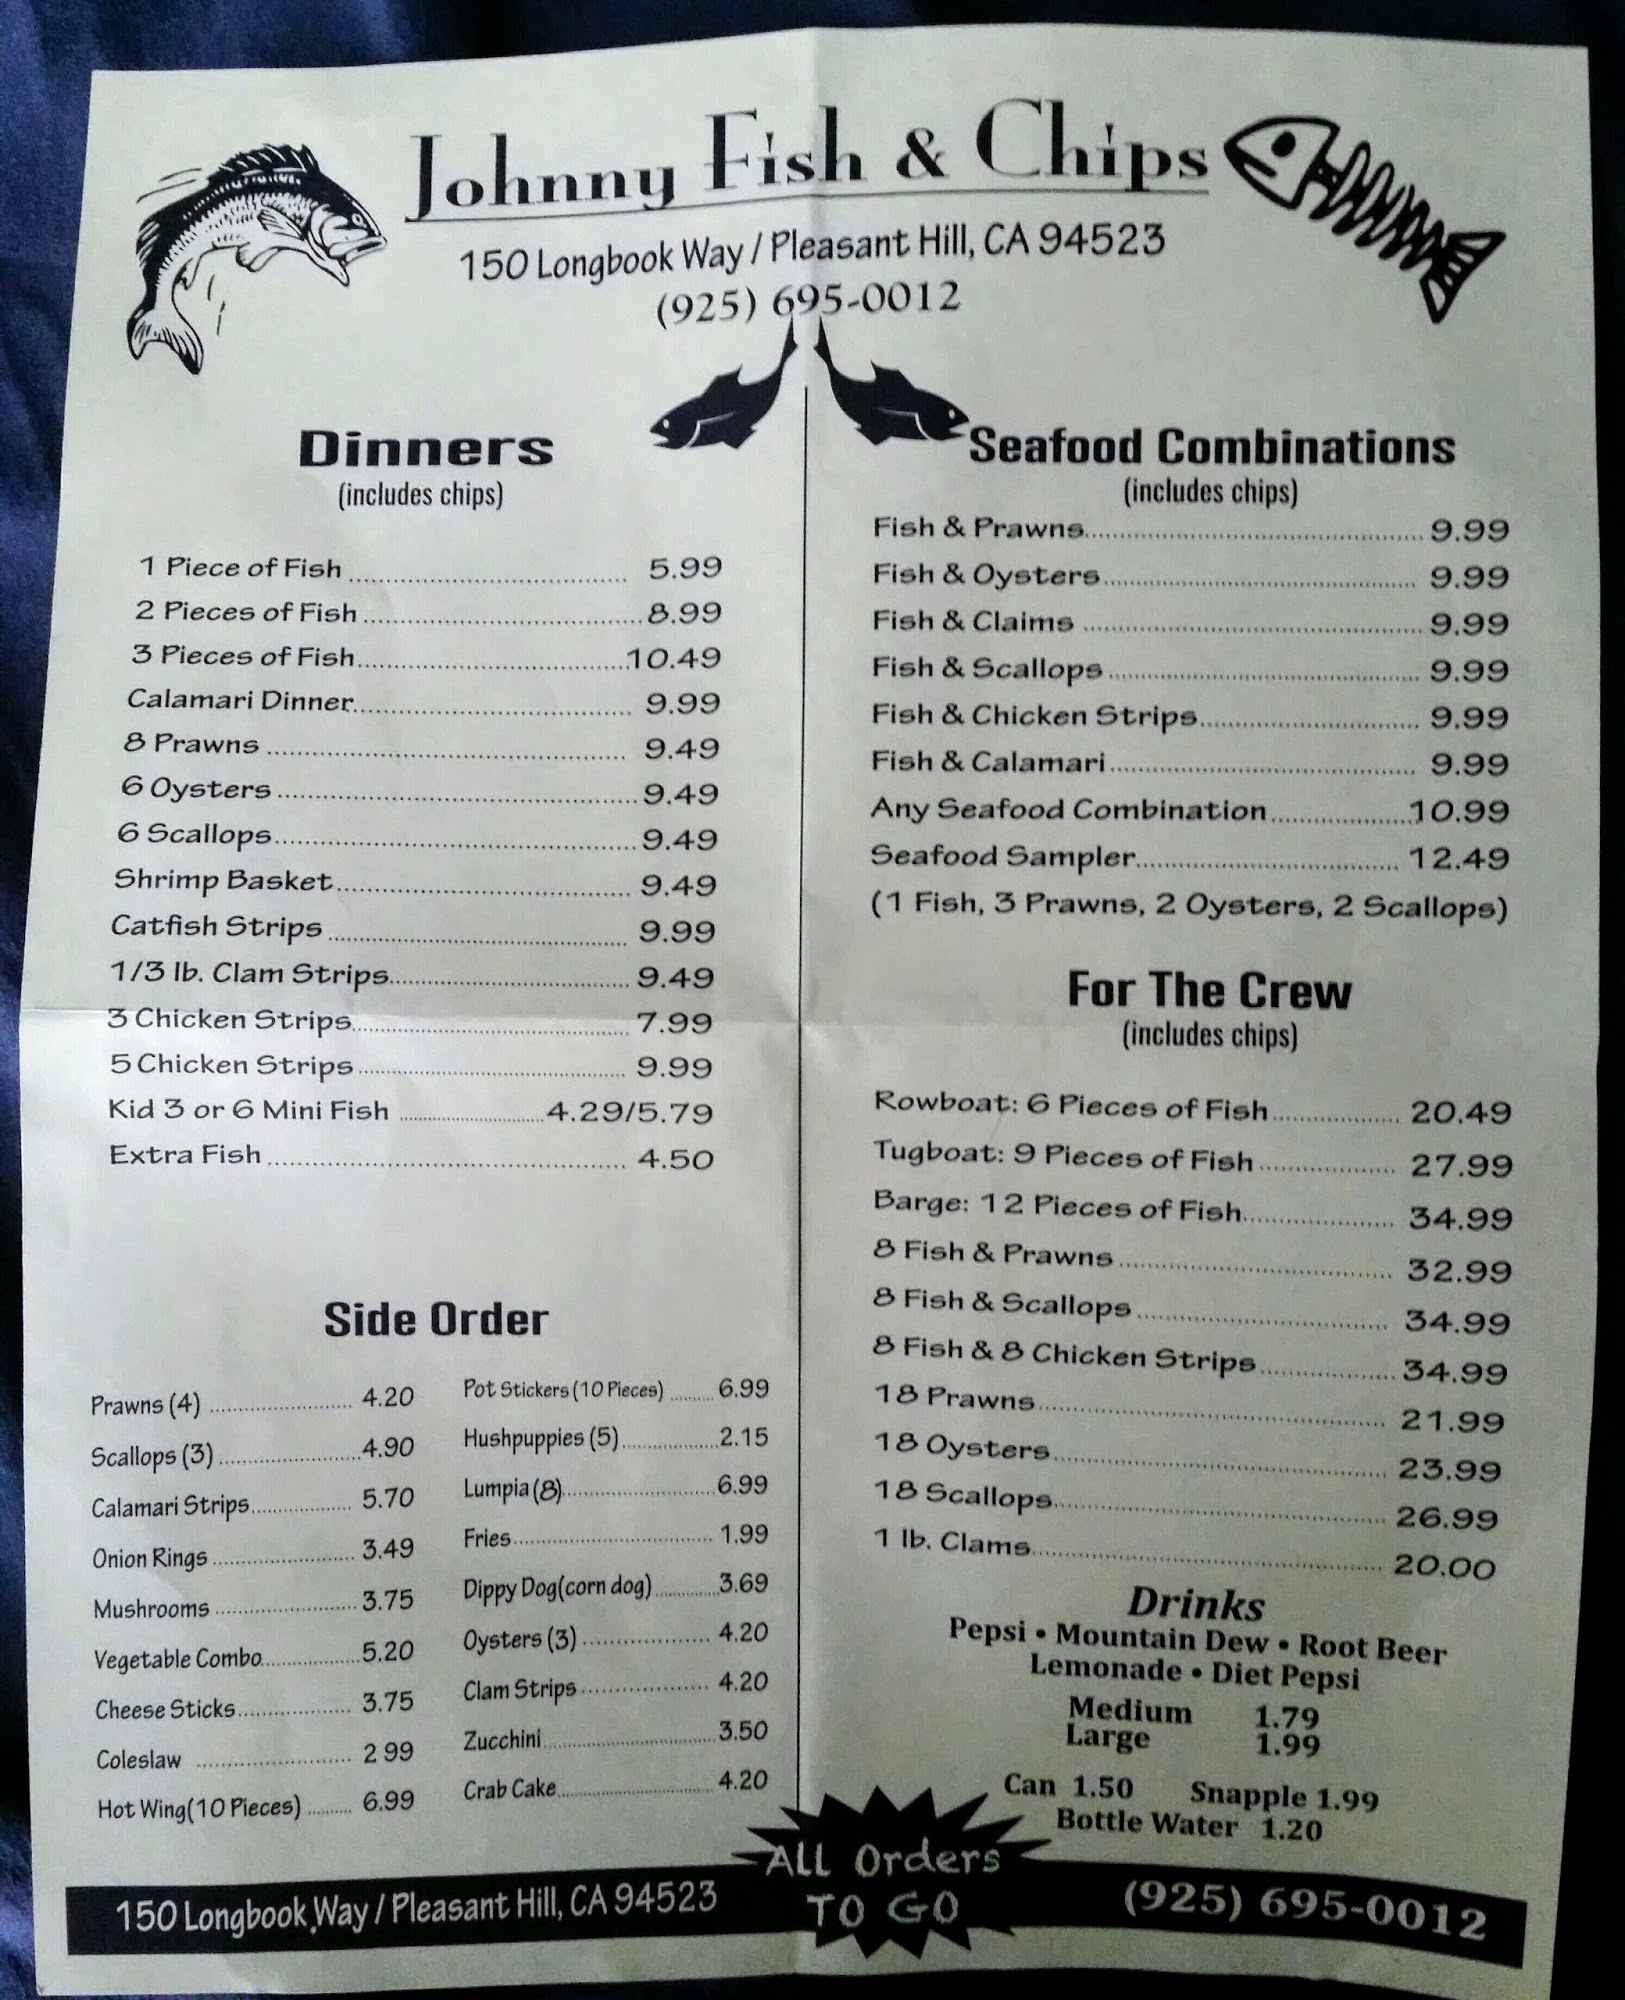 Johnny Fish & Chips
150 Longbook Way / Pleasant Hill, CA 94523
(925) 695-0012
Dinners
(includes chips)
1 Piece of Fish 5.99
2 Pieces of Fish 8.99
3 Pieces of Fish 10.49
Calamari Dinner 9.99
8 Prawns 9.49
6 Oysters 9.49
6 Scallops 9.49
Shrimp Basket 9.49
Catfish Strips 9.99
1/3 lb. Clam Strips 9.49
3 Chicken Strips 7.99
5 Chicken Strips 9.99
Kid 3 or 6 Mini Fish 4.29/5.79
Extra Fish 4.50
Side Order
Prawns (4) 4.20
Scallops (3) 4.90
Calamari Strips 5.70
Onion Rings 3.49
Mushrooms 3.75
Vegetable Combo 5.20
Cheese Sticks 3.75
Coleslaw 2 99
Hot Wing(10 Pieces) 6.99
Pot Stickers (10 Pieces) 6.99
Hushpuppies (5) 2.15
Lumpia (8) 6.99
Fries 1.99
Dippy Dog(corn dog) 3.69
Oysters (3) 4.20
Clam Strips 4.20
Zucchini 3.50
Crab Cake 4.20
Seafood Combinations
(includes chips)
Fish & Prawns 9.99
Fish & Oysters 9.99
Fish & Claims 9.99
Fish & Scallops 9.99
Fish & Chicken Strips 9.99
Fish & Calamari 9.99
Any Seafood Combination 10.99
Seafood Sampler 12.49
(1 Fish, 3 Prawns, 2 Oysters, 2 Scallops)
For The Crew
(includes chips)
Rowboat: 6 Pieces of Fish 20.49
Tugboat: 9 Pieces of Fish 27.99
Barge: 12 Pieces of Fish 34.99
8 Fish & Prawns 32.99
8 Fish & Scallops 34.99
8 Fish & 8 Chicken Strips 34.99
18 Prawns 21.99
18 Oysters 23.99
18 Scallops 26.99
1 lb. Clams 20.00
Drinks
Pepsi • Mountain Dew • Root Beer
Lemonade • Diet Pepsi
Medium 1.79
Large 1.99
Can 1.50 Snapple 1.99
Bottle Water 1.20
ALL Orders
TO GO
150 Longbook Way / Pleasant Hill, CA 94523
(925) 695-0012